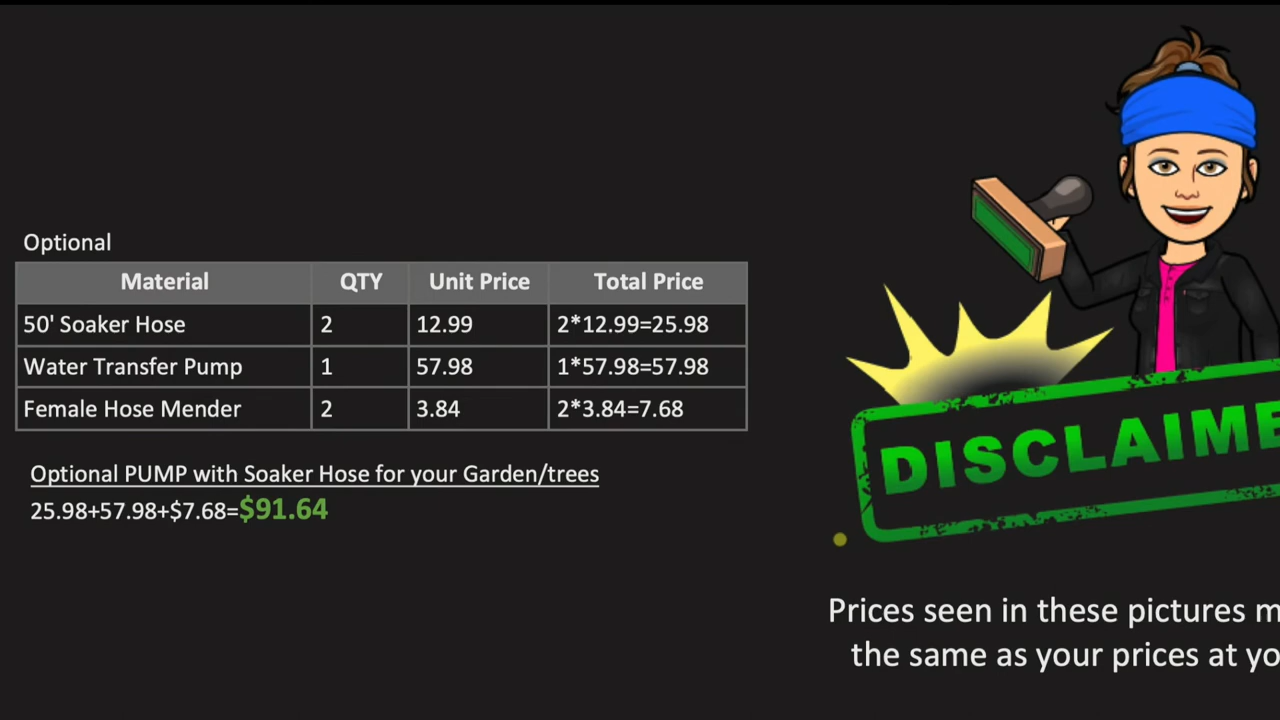 Optional
Material QTY Unit Price Total Price
50' Soaker Hose 2 12.99 2*12.99=25.98
Water Transfer Pump 1 57.98 1*57.98=57.98
Female Hose Mender 2 3.84 2*3.84=7.68
Optional PUMP with Soaker Hose for your Garden/trees
25.98+57.98+$7.68=$91.64
DISCLAIME
Prices seen in these pictures m
the same as your prices at yo